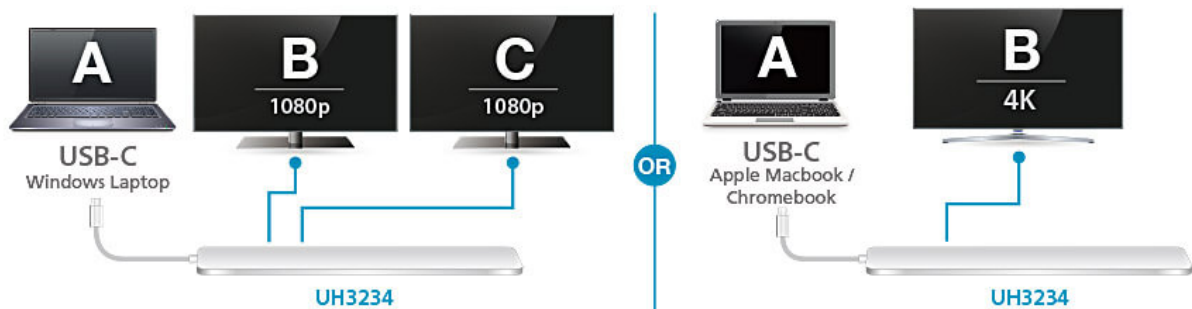 A
B
1080p
C
1080p
USB-C
Windows Laptop
UH3234
OR
A
B
4K
USB-C
Apple Macbook /
Chromebook
UH3234